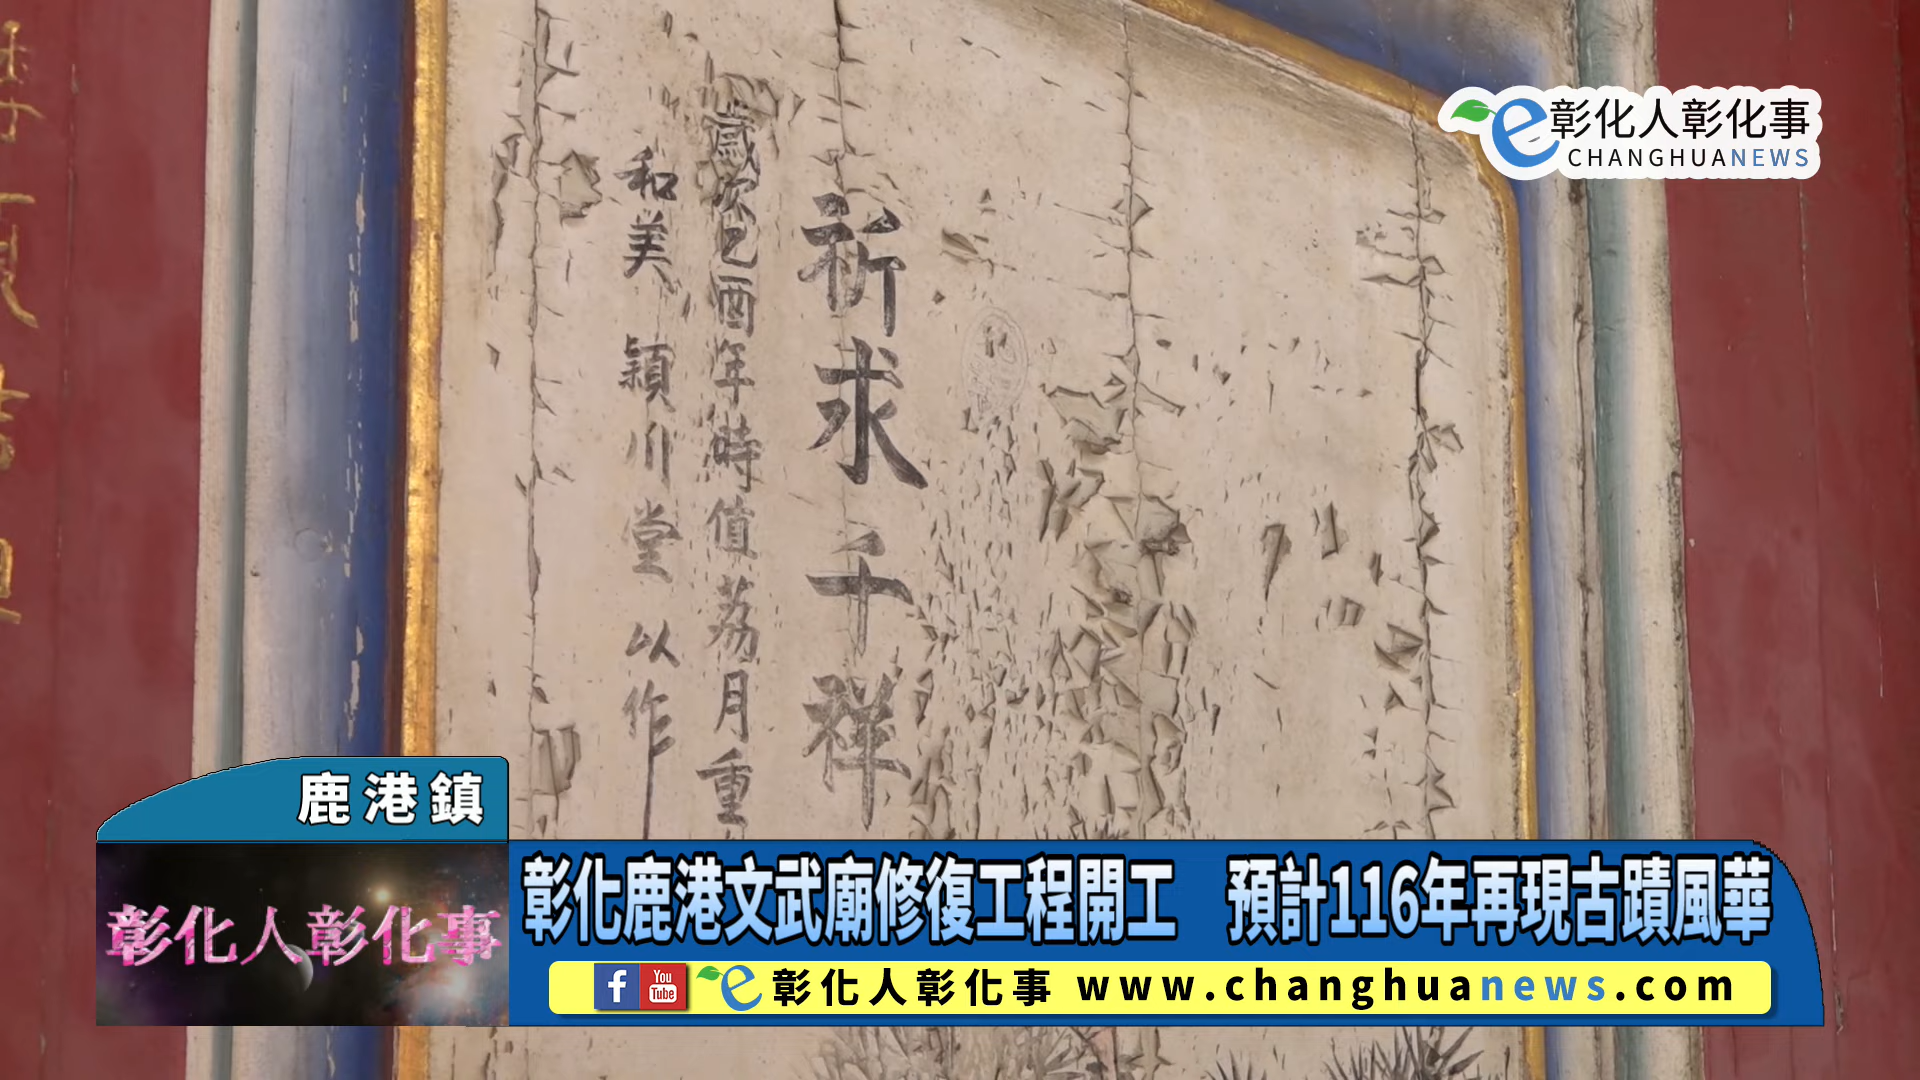 彰化人彰化事
CHANGHUANEWS
祈求千祥
歲次己酉年時值荔月重
和美 穎川堂 以作
鹿港鎮
彰化人彰化事
彰化鹿港文武廟修復工程開工 預計116年再現古蹟風華
f You Tube 彰化人彰化事 www.changhuanews.com